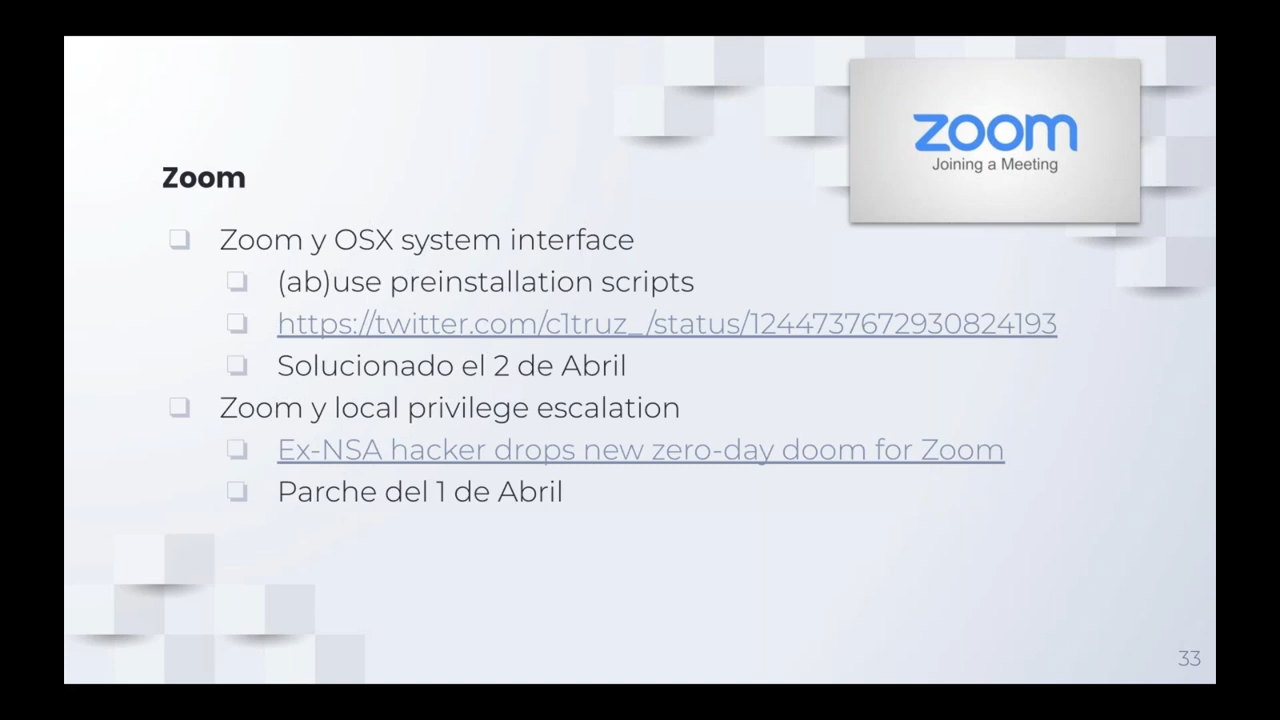 zoom
Joining a Meeting
Zoom
Zoom y OSX system interface
(ab)use preinstallation scripts
https://twitter.com/c1truz_/status/1244737672930824193
Solucionado el 2 de Abril
Zoom y local privilege escalation
Ex-NSA hacker drops new zero-day doom for Zoom
Parche del 1 de Abril
33